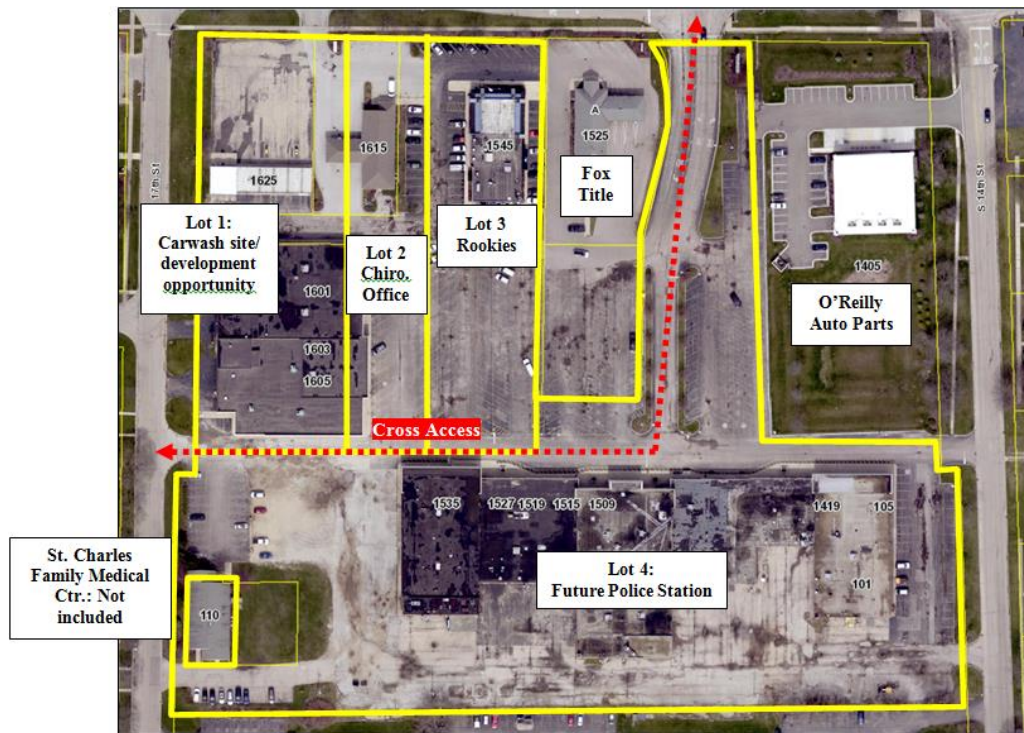 17th St
S 14th St
1615
A
1525
1545
1625
Fox
Title
Lot 1:
Carwash site/
development
opportunity
Lot 2
Chiro.
Office
Lot 3
Rookies
1405
O'Reilly
Auto Parts
1601
1603
1605
Cross Access
1535
1527
1519
1515
1509
1419
105
St. Charles
Family Medical
Ctr.: Not
included
Lot 4:
Future Police Station
101
110